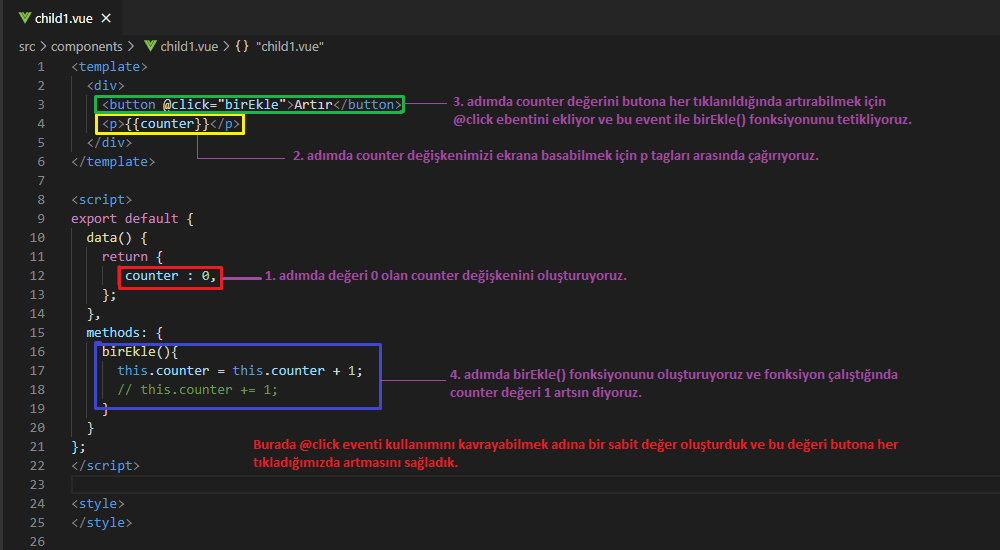 child1.vue ×
src > components > child1.vue > {} "child1.vue"
1 <template>
2 <div>
3 <button @click="birEkle">Artır</button>
3. adımda counter değerini butona her tıklanıldığında artırabilmek için
@click ebentini ekliyor ve bu event ile birEkle() fonksiyonunu tetikliyoruz.
4 <p>{{counter}}</p>
5 </div>
2. adımda counter değişkenimizi ekrana basabilmek için p tagları arasında çağırıyoruz.
6 </template>
7
8 <script>
9 export default {
10 data() {
11 return {
12 counter : 0,
1. adımda değeri 0 olan counter değişkenini oluşturuyoruz.
13 };
14 },
15 methods: {
16 birEkle(){
17 this.counter = this.counter + 1;
18 // this.counter += 1;
4. adımda birEkle() fonksiyonunu oluşturuyoruz ve fonksiyon çalıştığında
counter değeri 1 artsın diyoruz.
19 }
20 }
21 };
22 </script>
Burada @click eventi kullanımını kavrayabilmek adına bir sabit değer oluşturduk ve bu değeri butona her
tıkladığımızda artmasını sağladık.
23
24 <style>
25 </style>
26